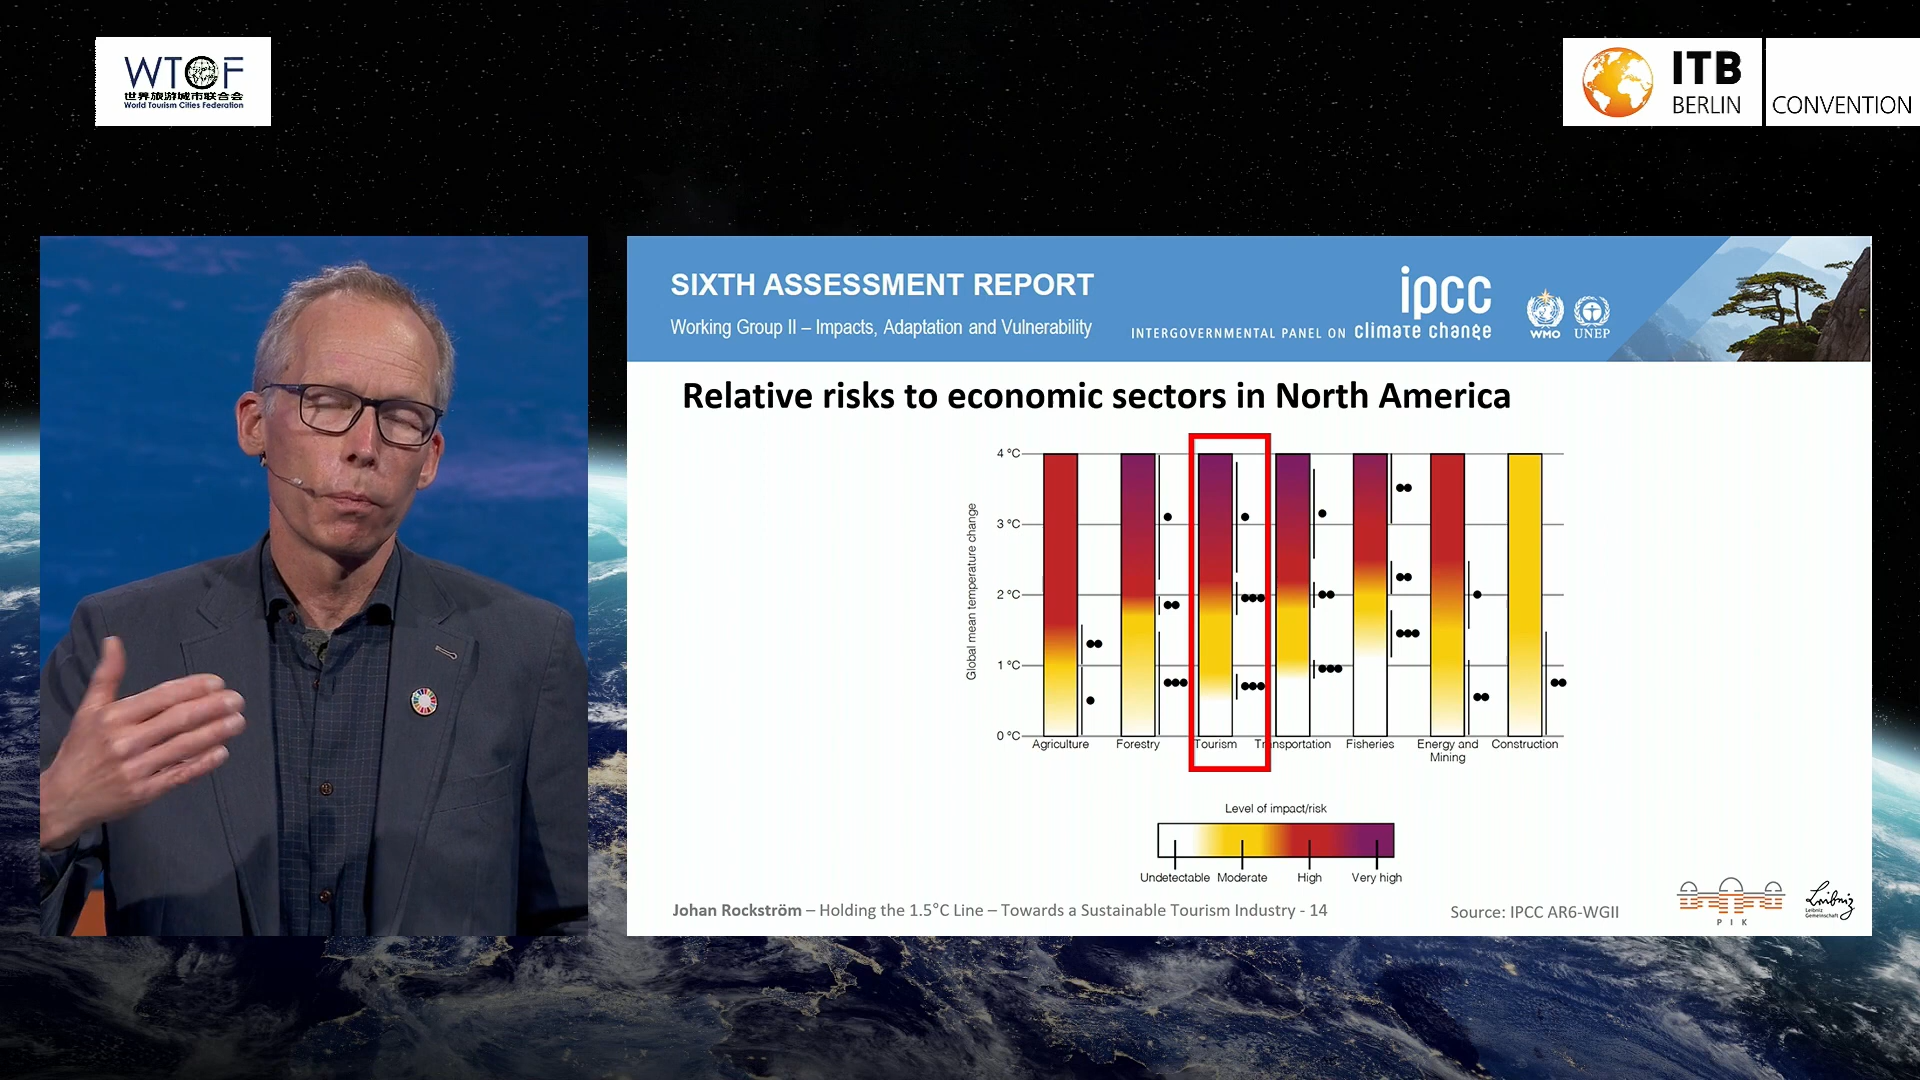 WTCF
世界旅游城市联合会
World Tourism Cities Federation
ITB
BERLIN
CONVENTION
SIXTH ASSESSMENT REPORT
Working Group II – Impacts, Adaptation and Vulnerability
ipcc
INTERGOVERNMENTAL PANEL ON climate change
WMO
UNEP
Relative risks to economic sectors in North America
Global mean temperature change
4 °C
3 °C
2 °C
1 °C
0 °C
Agriculture
Forestry
Tourism
Transportation
Fisheries
Energy and
Mining
Construction
Level of impact/risk
Undetectable
Moderate
High
Very high
Johan Rockström – Holding the 1.5°C Line – Towards a Sustainable Tourism Industry - 14
Source: IPCC AR6-WGII
P I K
Leibniz
Leibniz
Gemeinschaft